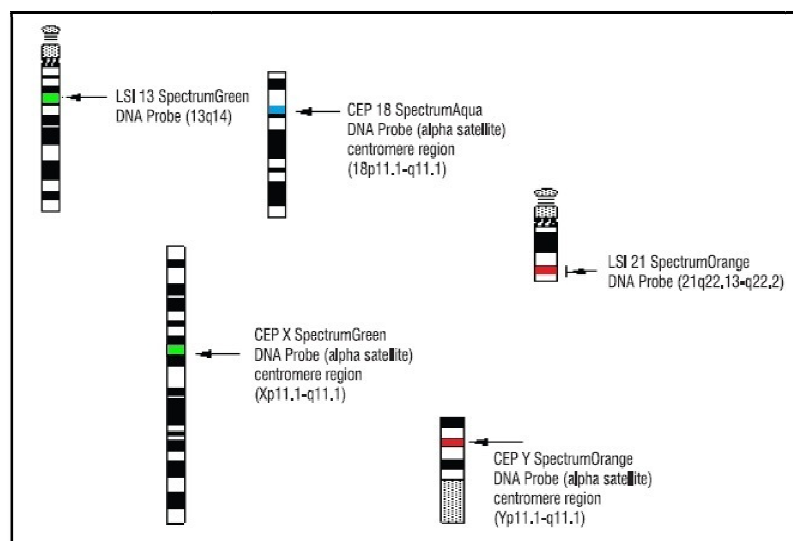 LSI 13 SpectrumGreen
DNA Probe (13q14)
CEP 18 SpectrumAqua
DNA Probe (alpha satellite)
centromere region
(18p11.1-q11.1)
LSI 21 SpectrumOrange
DNA Probe (21q22.13-q22.2)
CEP X SpectrumGreen
DNA Probe (alpha satellite)
centromere region
(Xp11.1-q11.1)
CEP Y SpectrumOrange
DNA Probe (alpha satellite)
centromere region
(Yp11.1-q11.1)